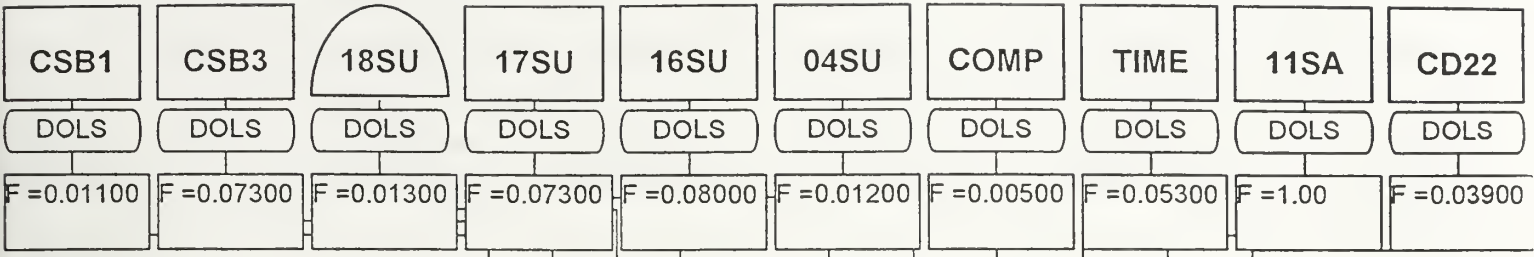 CSB1 CSB3 18SU 17SU 16SU 04SU COMP TIME 11SA CD22
DOLS DOLS DOLS DOLS DOLS DOLS DOLS DOLS DOLS DOLS
F =0.01100 F =0.07300 F =0.01300 F =0.07300 F =0.08000 F =0.01200 F =0.00500 F =0.05300 F =1.00 F =0.03900